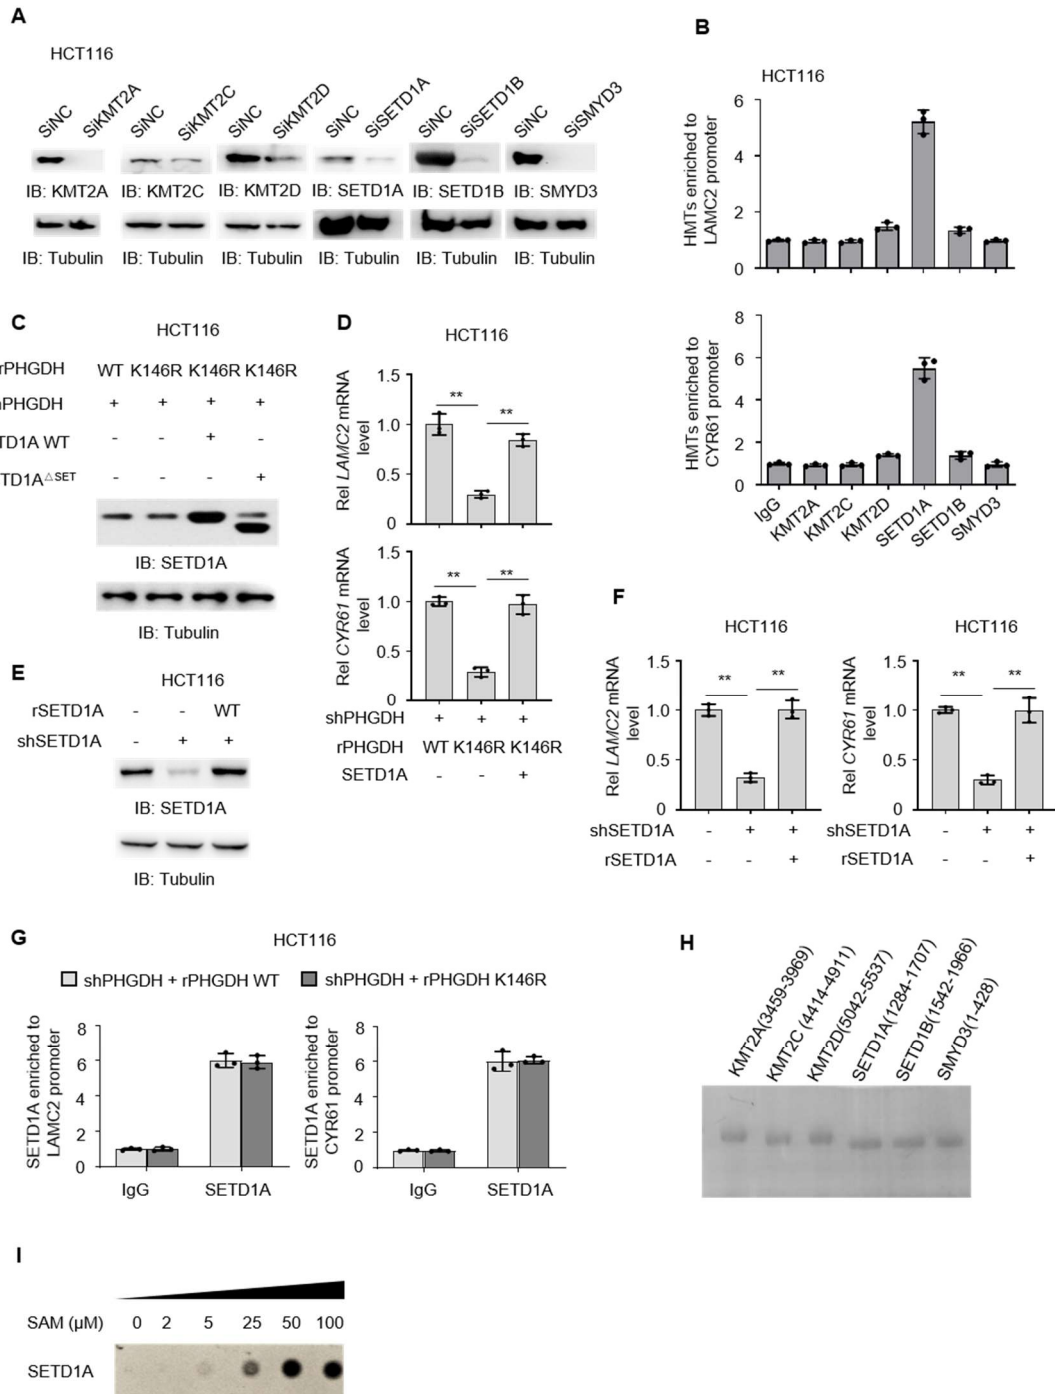 A
HCT116
SiNC SiKMT2A SiNC SiKMT2C SiNC SiKMT2D SiNC SiSETD1A SiNC SiSETD1B SiNC SiSMYD3
IB: KMT2A IB: KMT2C IB: KMT2D IB: SETD1A IB: SETD1B IB: SMYD3
IB: Tubulin IB: Tubulin IB: Tubulin IB: Tubulin IB: Tubulin IB: Tubulin
B
HCT116
HMTs enriched to
LAMC2 promoter
6
4
2
0
HMTs enriched to
CYR61 promoter
8
6
4
2
0
IgG KMT2A KMT2C KMT2D SETD1A SETD1B SMYD3
C
HCT116
rPHGDH WT K146R K146R K146R
PHGDH + + + +
TD1A WT - - + -
TD1A△SET - - - +
IB: SETD1A
IB: Tubulin
D
HCT116
Rel LAMC2 mRNA
level
1.5
1.0
0.5
0
** **
Rel CYR61 mRNA
level
1.5
1.0
0.5
0
** **
shPHGDH + + +
rPHGDH WT K146R K146R
SETD1A - - +
E
HCT116
rSETD1A - - WT
shSETD1A - + +
IB: SETD1A
IB: Tubulin
F
HCT116
Rel LAMC2 mRNA
level
1.5
1.0
0.5
0
** **
shSETD1A - + +
rSETD1A - - +
HCT116
Rel CYR61 mRNA
level
1.5
1.0
0.5
0
** **
shSETD1A - + +
rSETD1A - - +
G
HCT116
shPHGDH + rPHGDH WT shPHGDH + rPHGDH K146R
SETD1A enriched to
LAMC2 promoter
8
6
4
2
0
IgG SETD1A
SETD1A enriched to
CYR61 promoter
8
6
4
2
0
IgG SETD1A
H
KMT2A(3459-3969) KMT2C (4414-4911) KMT2D(5042-5537) SETD1A(1284-1707) SETD1B(1542-1966) SMYD3(1-428)
I
SAM (μM) 0 2 5 25 50 100
SETD1A